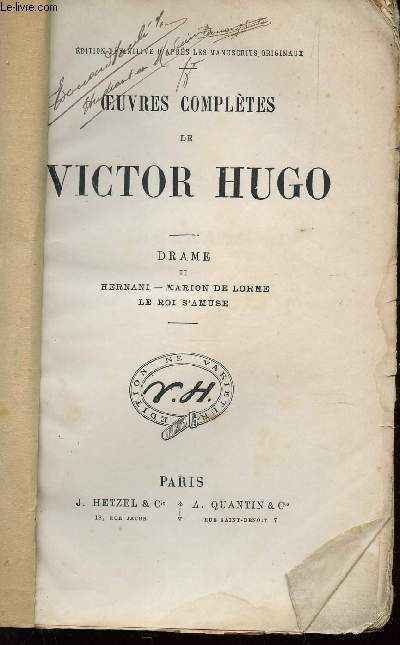 Le-livre.com
ÉDITION DÉFINITIVE D'APRÈS LES MANUSCRITS ORIGINAUX
ŒUVRES COMPLÈTES
DE
VICTOR HUGO
DRAME
II
HERNANI — MARION DE LORME
LE ROI S'AMUSE
ÉDITION NE VARIETUR
V.H.
PARIS
J. HETZEL & Cie A. QUANTIN & Cie
18, RUE JACOB RUE SAINT-BENOIT 7